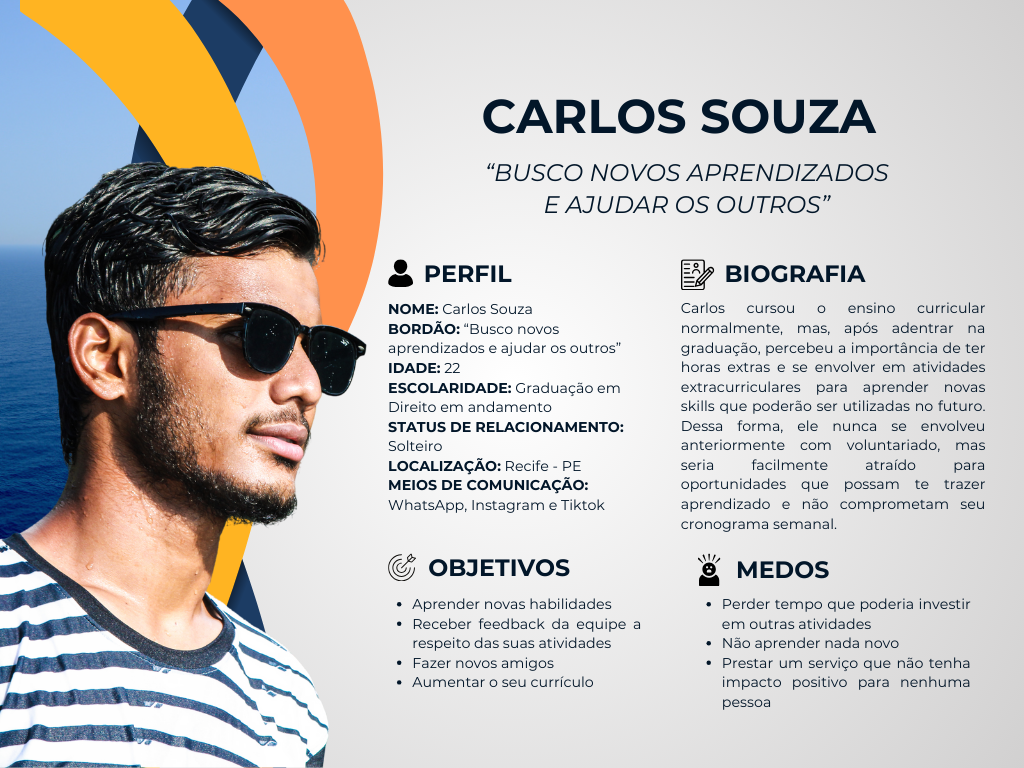 CARLOS SOUZA
“BUSCO NOVOS APRENDIZADOS
E AJUDAR OS OUTROS”
PERFIL
NOME: Carlos Souza
BORDÃO: “Busco novos
aprendizados e ajudar os outros”
IDADE: 22
ESCOLARIDADE: Graduação em
Direito em andamento
STATUS DE RELACIONAMENTO:
Solteiro
LOCALIZAÇÃO: Recife - PE
MEIOS DE COMUNICAÇÃO:
WhatsApp, Instagram e Tiktok
BIOGRAFIA
Carlos cursou o ensino curricular
normalmente, mas, após adentrar na
graduação, percebeu a importância de ter
horas extras e se envolver em atividades
extracurriculares para aprender novas
skills que poderão ser utilizadas no futuro.
Dessa forma, ele nunca se envolveu
anteriormente com voluntariado, mas
seria facilmente atraído para
oportunidades que possam te trazer
aprendizado e não comprometam seu
cronograma semanal.
OBJETIVOS
• Aprender novas habilidades
• Receber feedback da equipe a
respeito das suas atividades
• Fazer novos amigos
• Aumentar o seu currículo
MEDOS
• Perder tempo que poderia investir
em outras atividades
• Não aprender nada novo
• Prestar um serviço que não tenha
impacto positivo para nenhuma
pessoa